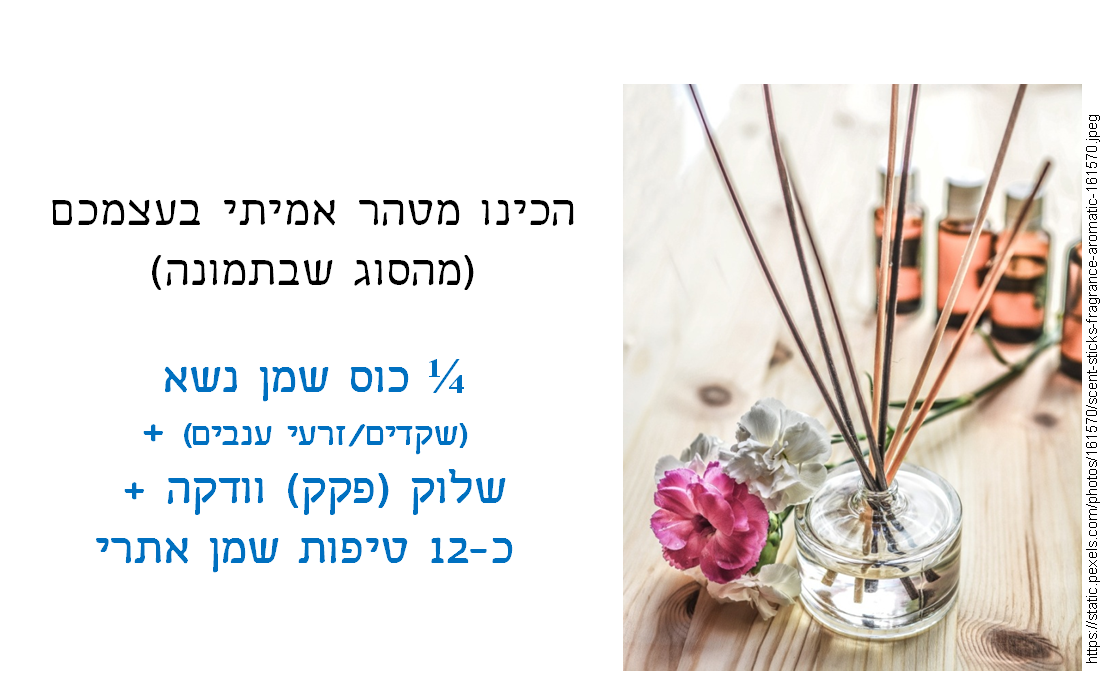 הכינו מטהר אמיתי בעצמכם
(מהסוג שבתמונה)
¼ כוס שמן נשא
(שקדים/זרעי ענבים) +
שלוק (פקק) וודקה +
כ-12 טיפות שמן אתרי
https://static.pexels.com/photos/161570/scent-sticks-fragrance-aromatic-161570.jpeg